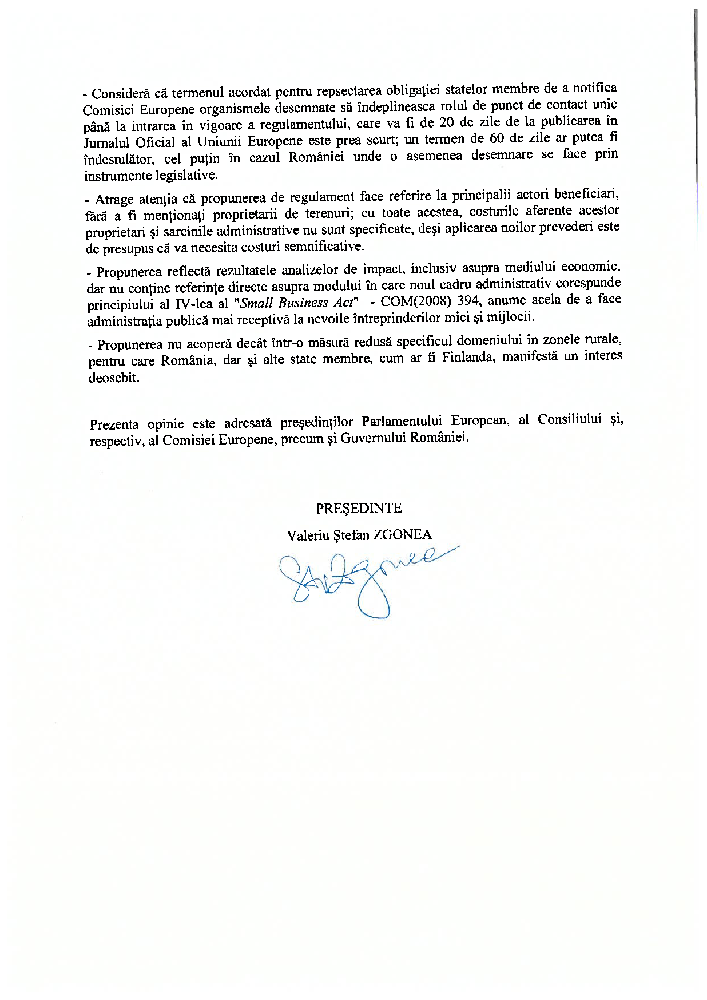 - Consideră că termenul acordat pentru repsectarea obligaţiei statelor membre de a notifica
Comisiei Europene organismele desemnate să îndeplineasca rolul de punct de contact unic
până la intrarea în vigoare a regulamentului, care va fi de 20 de zile de la publicarea în
Jurnalul Oficial al Uniunii Europene este prea scurt; un termen de 60 de zile ar putea fi
îndestulător, cel puţin în cazul României unde o asemenea desemnare se face prin
instrumente legislative.
- Atrage atenţia că propunerea de regulament face referire la principalii actori beneficiari,
fără a fi menţionaţi proprietarii de terenuri; cu toate acestea, costurile aferente acestor
proprietari şi sarcinile administrative nu sunt specificate, deşi aplicarea noilor prevederi este
de presupus că va necesita costuri semnificative.
- Propunerea reflectă rezultatele analizelor de impact, inclusiv asupra mediului economic,
dar nu conţine referinţe directe asupra modului în care noul cadru administrativ corespunde
principiului al IV-lea al "Small Business Act" - COM(2008) 394, anume acela de a face
administraţia publică mai receptivă la nevoile întreprinderilor mici şi mijlocii.
- Propunerea nu acoperă decât într-o măsură redusă specificul domeniului în zonele rurale,
pentru care România, dar şi alte state membre, cum ar fi Finlanda, manifestă un interes
deosebit.
Prezenta opinie este adresată preşedinţilor Parlamentului European, al Consiliului şi,
respectiv, al Comisiei Europene, precum şi Guvernului României.
PREŞEDINTE
Valeriu Ştefan ZGONEA